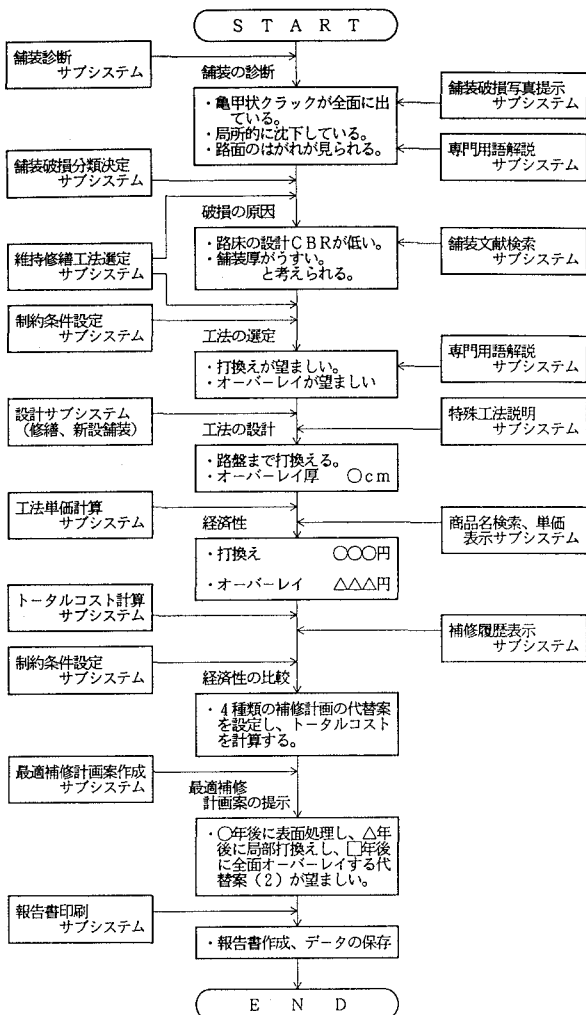 ＳＴＡＲＴ
舗装診断
サブシステム
舗装の診断
・亀甲状クラックが全面に出
ている。
・局所的に沈下している。
・路面のはがれが見られる。
舗装破損写真提示
サブシステム
専門用語解説
サブシステム
舗装破損分類決定
サブシステム
破損の原因
・路床の設計ＣＢＲが低い。
・舗装厚がうすい。
と考えられる。
舗装文献検索
サブシステム
維持修繕工法選定
サブシステム
制約条件設定
サブシステム
工法の選定
・打換えが望ましい。
・オーバーレイが望ましい
専門用語解説
サブシステム
設計サブシステム
（修繕、新設舗装）
工法の設計
特殊工法説明
サブシステム
・路盤まで打換える。
・オーバーレイ厚　○ｃｍ
工法単価計算
サブシステム
経済性
商品名検索、単価
表示サブシステム
・打換え　○○○円
・オーバーレイ　△△△円
トータルコスト計算
サブシステム
補修履歴表示
サブシステム
制約条件設定
サブシステム
経済性の比較
・４種類の補修計画の代替案
を設定し、トータルコスト
を計算する。
最適補修計画案作成
サブシステム
最適補修
計画案の提示
・○年後に表面処理し、△年
後に局部打換えし、□年後
に全面オーバーレイする代
替案（２）が望ましい。
報告書印刷
サブシステム
・報告書作成、データの保存
ＥＮＤ